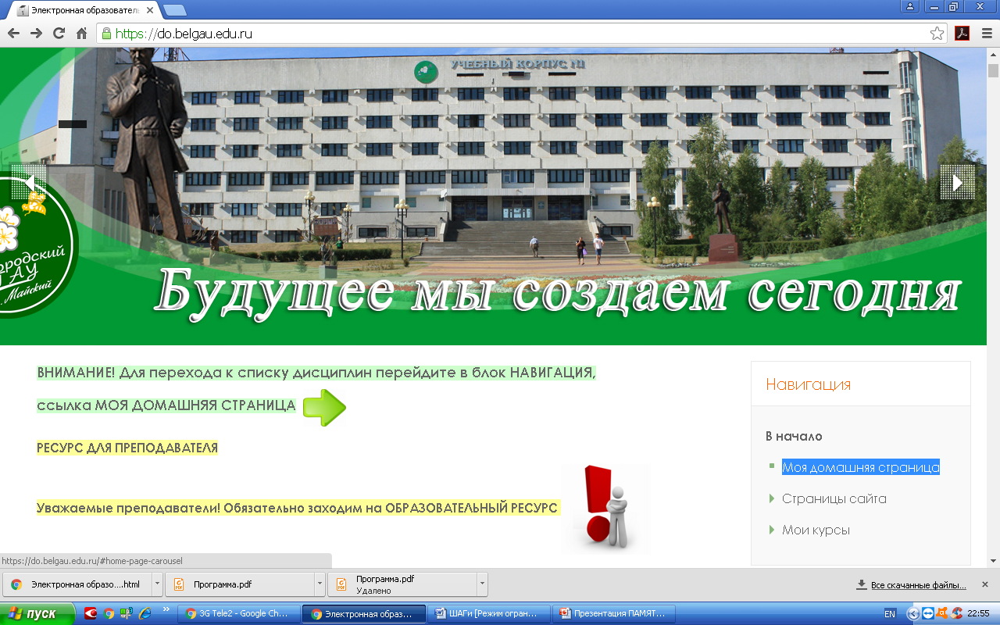 Электронная образователь
https://do.belgau.edu.ru
УЧЕБНЫЙ КОРПУС №1
Майский
Будущее мы создаем сегодня
ВНИМАНИЕ! Для перехода к списку дисциплин перейдите в блок НАВИГАЦИЯ,
ссылка МОЯ ДОМАШНЯЯ СТРАНИЦА
РЕСУРС ДЛЯ ПРЕПОДАВАТЕЛЯ
Уважаемые преподаватели! Обязательно заходим на ОБРАЗОВАТЕЛЬНЫЙ РЕСУРС
Навигация
В начало
Моя домашняя страница
Страницы сайта
Мои курсы
https://do.belgau.edu.ru/#home-page-carousel
Электронная образо....html
Программа.pdf
Программа.pdf
Удалено
Все скачанные файлы...
пуск
3G Tele2 - Google Ch...
Электронная образ...
ШАГи [Режим огран...
Презентация ПАМЯТ...
EN
22:55